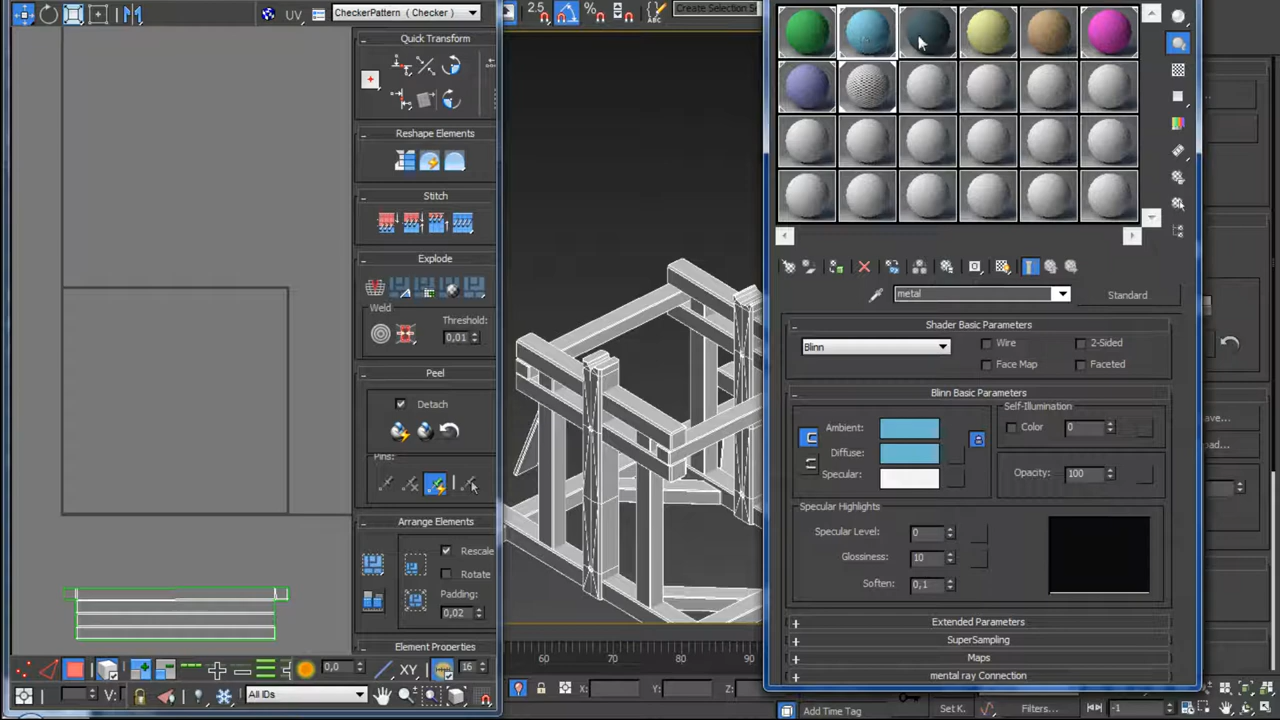 UV
CheckerPattern ( Checker )
2.5
%
Create Selection Se
Quick Transform
Reshape Elements
Stitch
Explode
Weld
Threshold:
0,01
Peel
Detach
Pins:
Arrange Elements
Rescale
Rotate
Padding:
0,02
Element Properties
0,0
XY
16
V:
All IDs
60
70
80
90
X:
Y:
Z:
metal
Standard
Shader Basic Parameters
Blinn
Wire
2-Sided
Face Map
Faceted
Blinn Basic Parameters
Self-Illumination
Ambient:
Color
0
Diffuse:
Specular:
Opacity:
100
Specular Highlights
Specular Level:
0
Glossiness:
10
Soften:
0,1
Extended Parameters
SuperSampling
Maps
mental ray Connection
Add Time Tag
Set K.
Filters...
-1
ave...
pad...